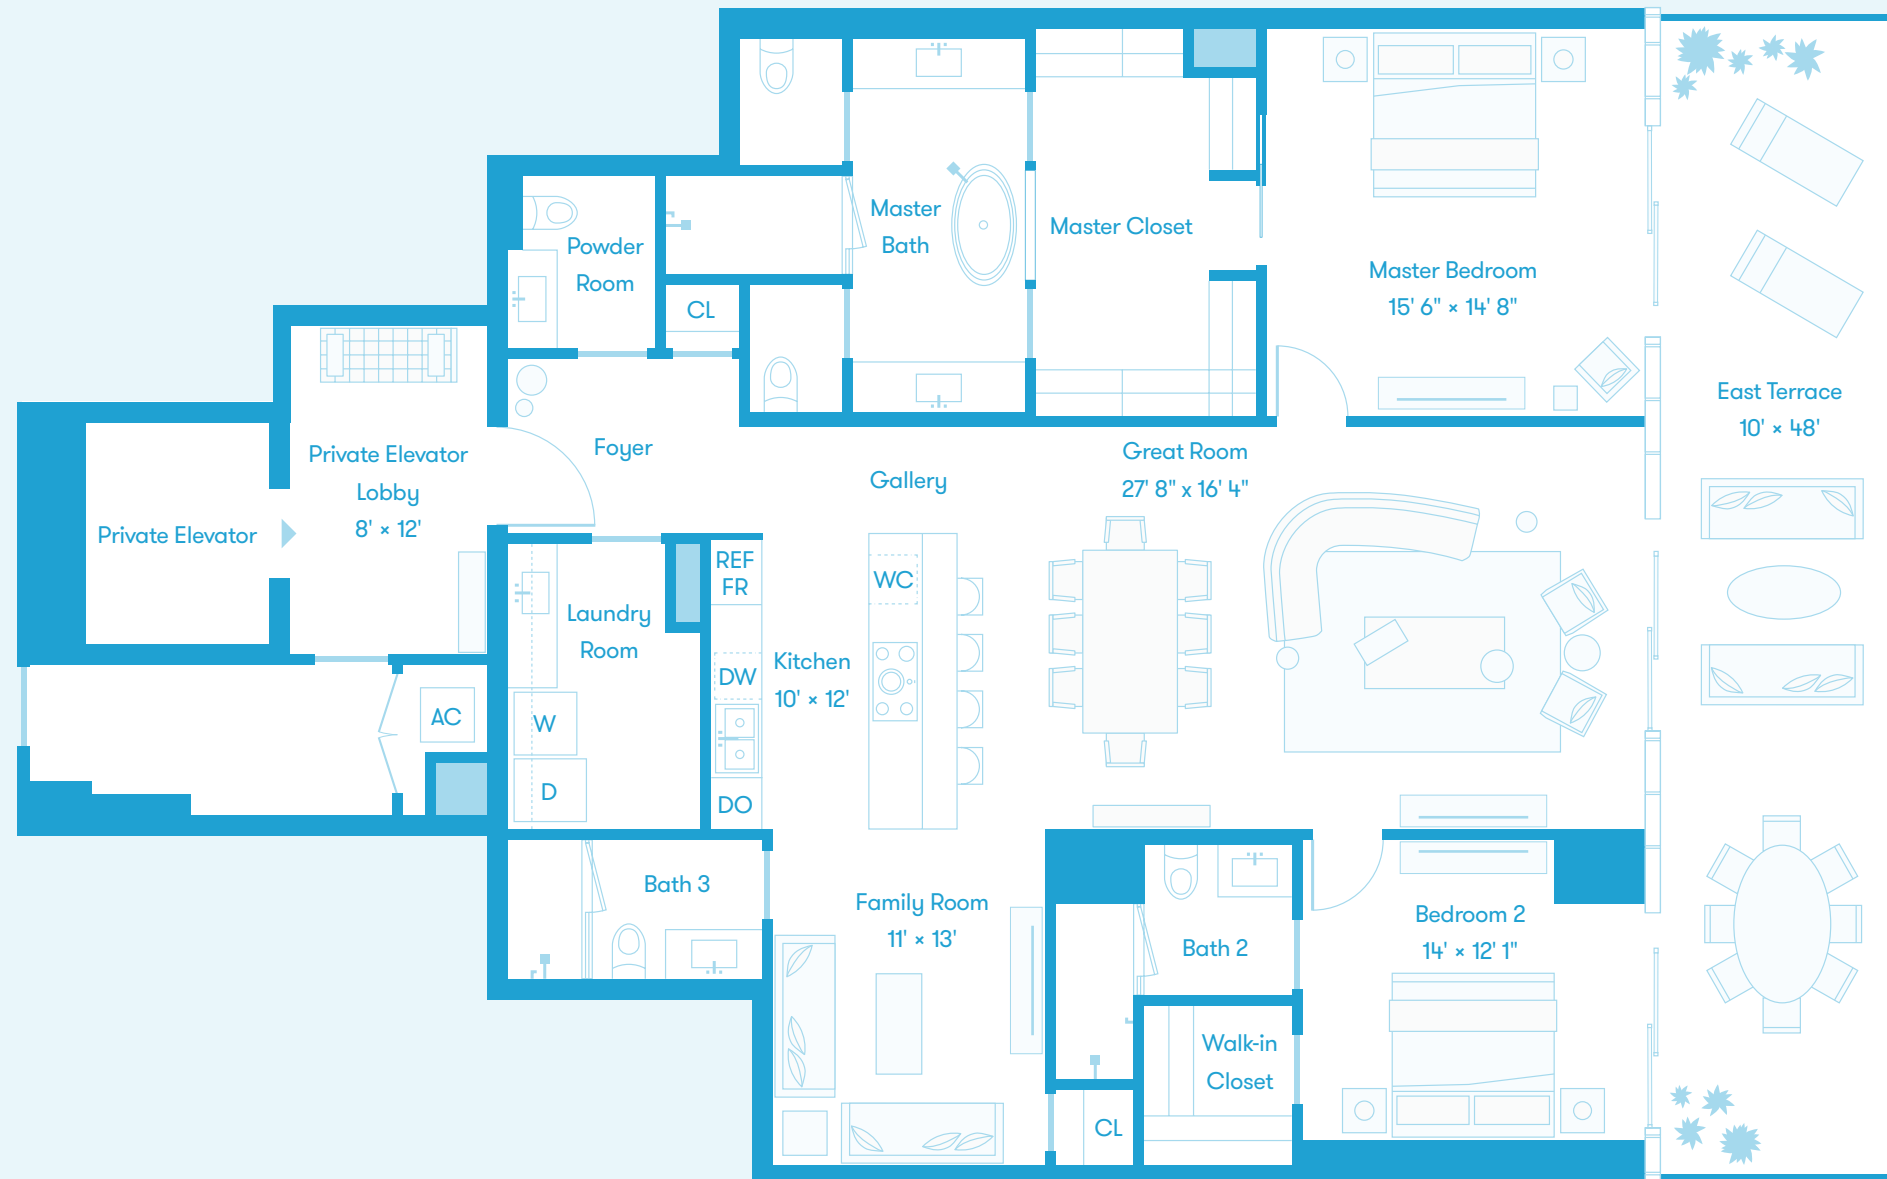 Master
Bath
Master Closet
Powder
Room
CL
Master Bedroom
15' 6" × 14' 8"
East Terrace
10' × 48'
Private Elevator
Lobby
8' × 12'
Private Elevator
Foyer
Gallery
Great Room
27' 8" x 16' 4"
REF
FR
WC
Laundry
Room
Kitchen
10' × 12'
DW
AC
W
D
DO
Bath 3
Family Room
11' × 13'
Bath 2
Bedroom 2
14' × 12' 1"
Walk-in
Closet
CL